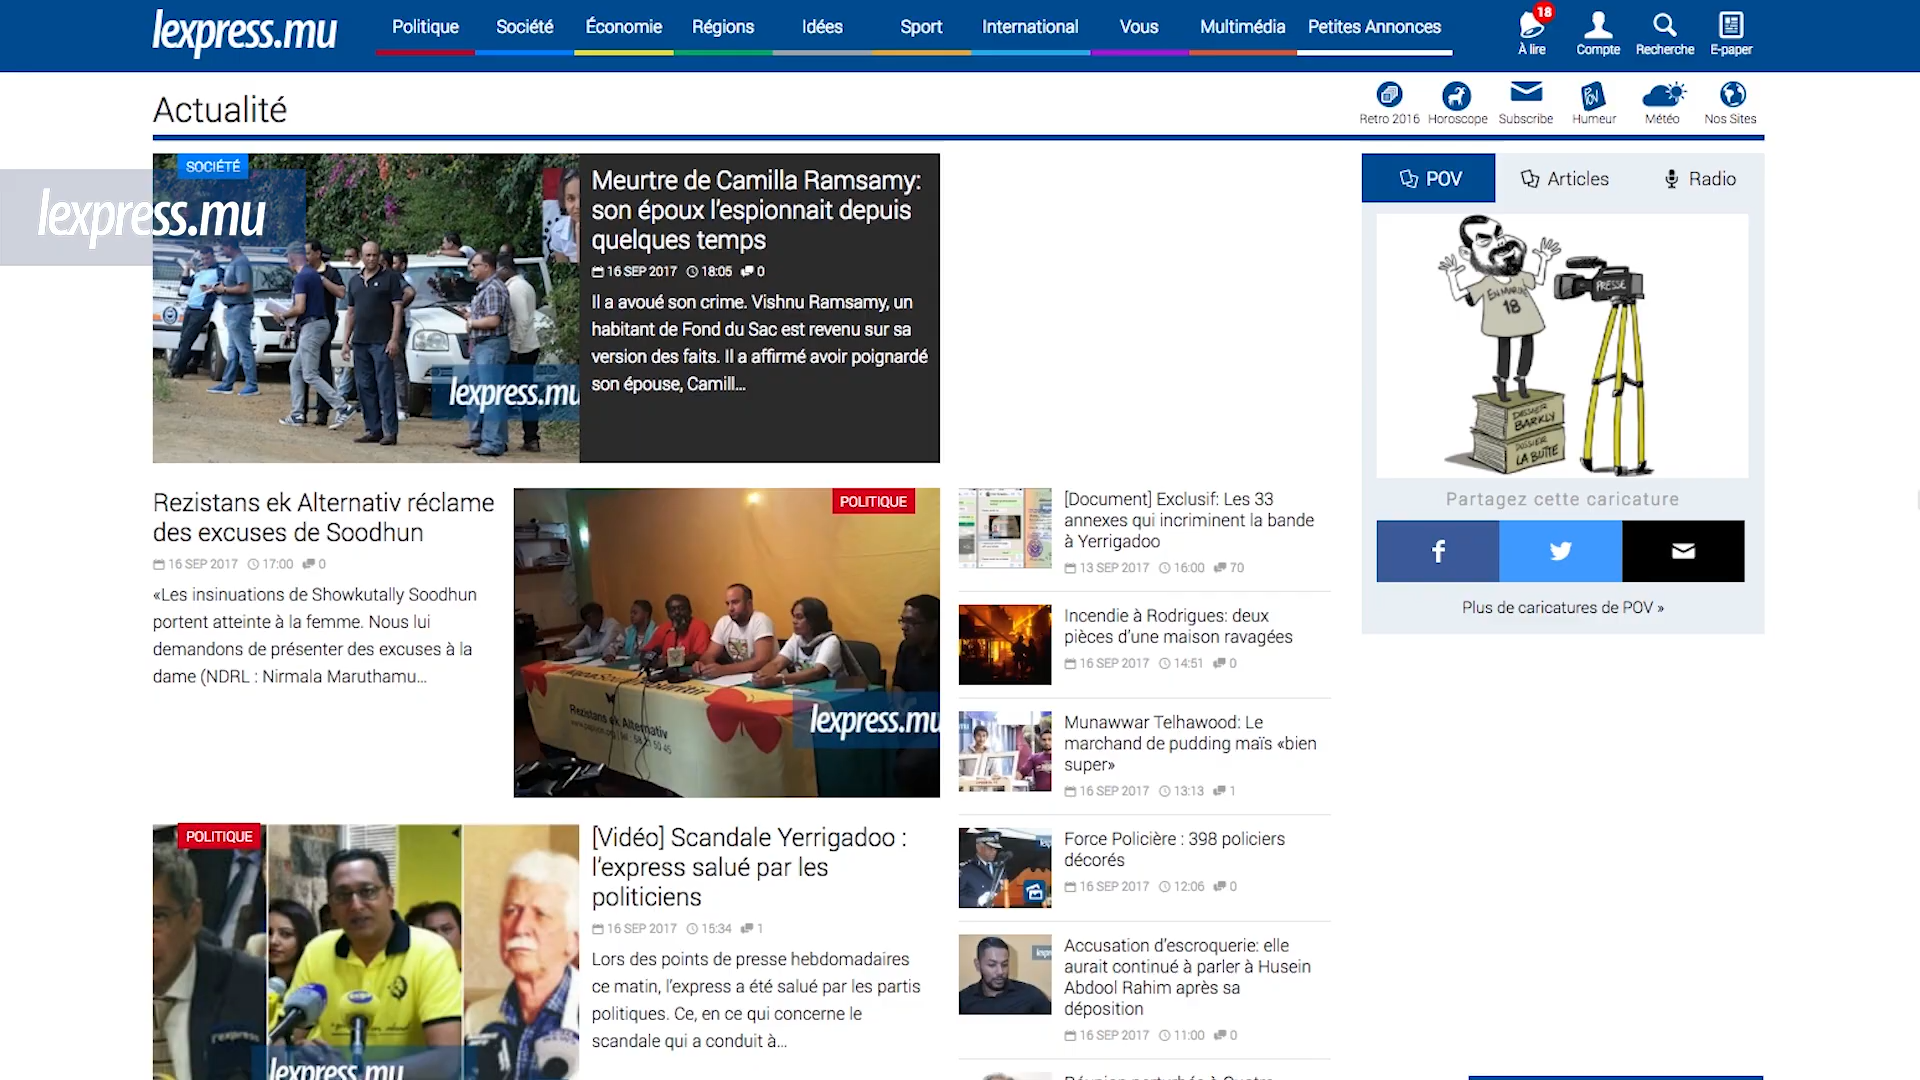 lexpress.mu
Politique
Société
Économie
Régions
Idées
Sport
International
Vous
Multimédia
Petites Annonces
18
À lire
Compte
Recherche
E-paper
Actualité
Retro 2016
Horoscope
Subscribe
Humeur
Météo
Nos Sites
SOCIÉTÉ
lexpress.mu
lexpress.mu
Meurtre de Camilla Ramsamy:
son époux l’espionnait depuis
quelques temps
16 SEP 2017 18:05 0
Il a avoué son crime. Vishnu Ramsamy, un
habitant de Fond du Sac est revenu sur sa
version des faits. Il a affirmé avoir poignardé
son épouse, Camill...
POV
Articles
Radio
EN MARCHE
18
PRESSE
DOSSIER
BARKLY
DOSSIER
LA BUTTE
Partagez cette caricature
Plus de caricatures de POV »
Rezistans ek Alternativ réclame
des excuses de Soodhun
16 SEP 2017 17:00 0
«Les insinuations de Showkutally Soodhun
portent atteinte à la femme. Nous lui
demandons de présenter des excuses à la
dame (NDRL : Nirmala Maruthamu...
POLITIQUE
Rezistans ek Alternativ
lexpress.mu
[Document] Exclusif: Les 33
annexes qui incriminent la bande
à Yerrigadoo
13 SEP 2017 16:00 70
Incendie à Rodrigues: deux
pièces d’une maison ravagées
16 SEP 2017 14:51 0
Munawwar Telhawood: Le
marchand de pudding maïs «bien
super»
16 SEP 2017 13:13 1
Force Policière : 398 policiers
décorés
16 SEP 2017 12:06 0
Accusation d’escroquerie: elle
aurait continué à parler à Husein
Abdool Rahim après sa
déposition
16 SEP 2017 11:00 0
POLITIQUE
lexpress.mu
[Vidéo] Scandale Yerrigadoo :
l’express salué par les
politiciens
16 SEP 2017 15:34 1
Lors des points de presse hebdomadaires
ce matin, l’express a été salué par les partis
politiques. Ce, en ce qui concerne le
scandale qui a conduit à...